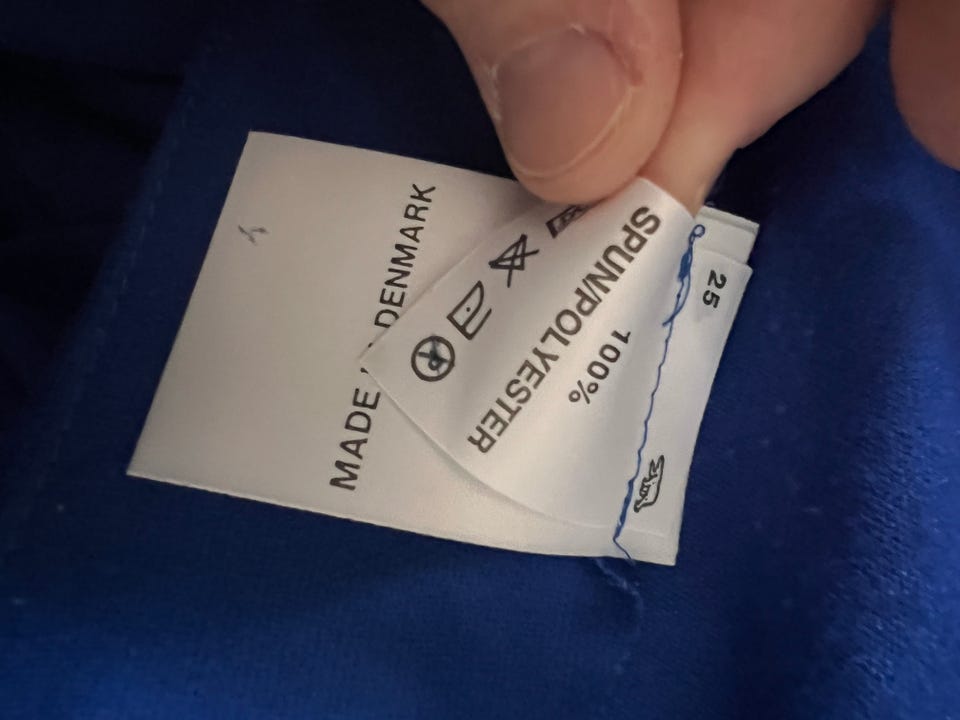 MADE DENMARK
100%
SPUN/POLYESTER
P
25